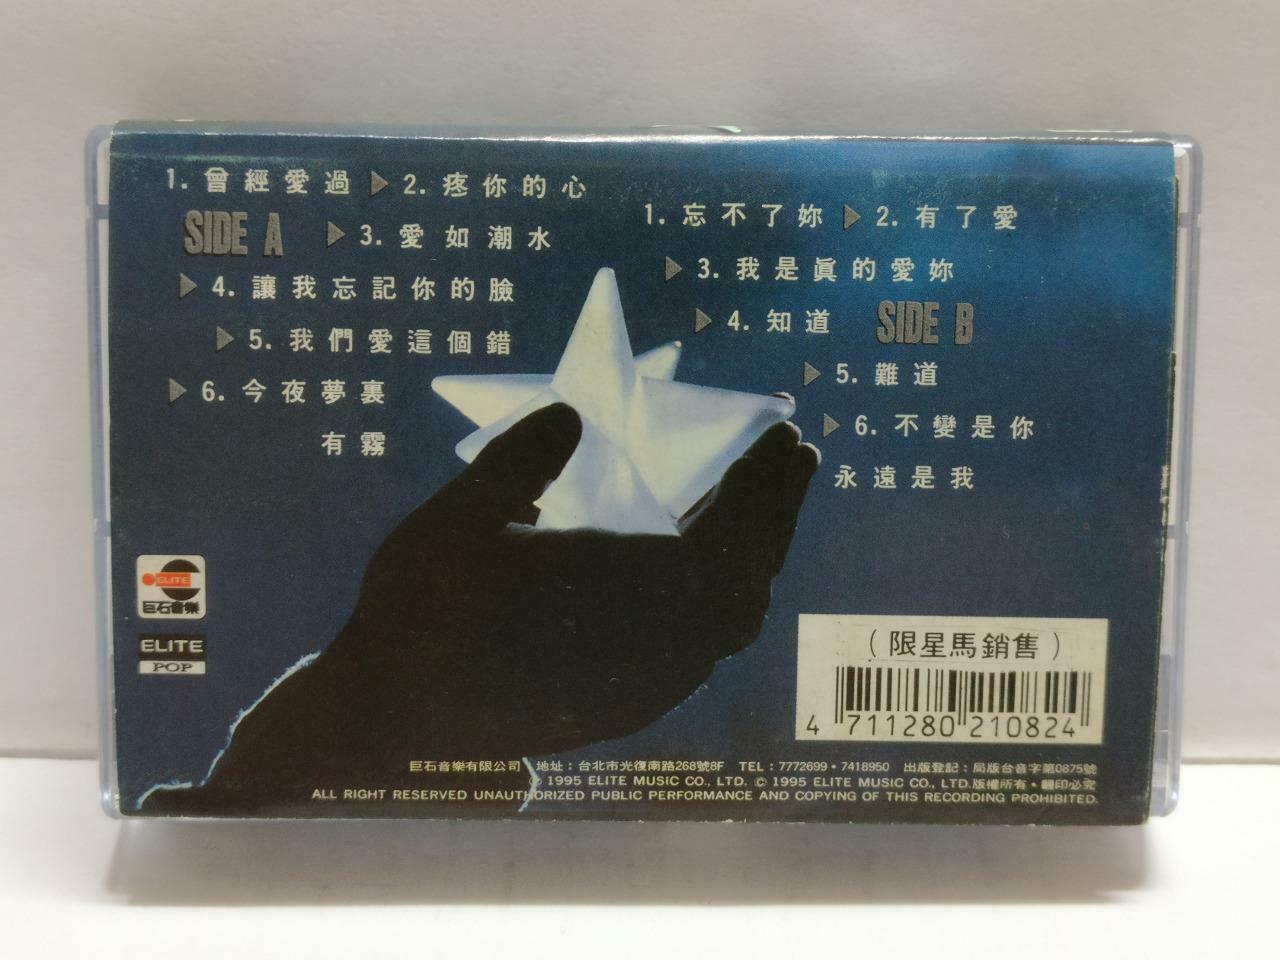 1. 曾經愛過 ▶ 2. 疼你的心
SIDE A ▶ 3. 愛如潮水
▶ 4. 讓我忘記你的臉
▶ 5. 我們愛這個錯
▶ 6. 今夜夢裏
有霧
1. 忘不了妳 ▶ 2. 有了愛
▶ 3. 我是眞的愛妳
▶ 4. 知道 SIDE B
▶ 5. 難道
▶ 6. 不變是你
永遠是我
ELITE
巨石音樂
ELITE
POP
(限星馬銷售)
4 711280 210824
巨石音樂有限公司 地址：台北市光復南路268號8F TEL：7772699・7418950 出版登記：局版台音字第0875號
℗ 1995 ELITE MUSIC CO., LTD. © 1995 ELITE MUSIC CO., LTD. 版權所有・翻印必究
ALL RIGHT RESERVED UNAUTHORIZED PUBLIC PERFORMANCE AND COPYING OF THIS RECORDING PROHIBITED.